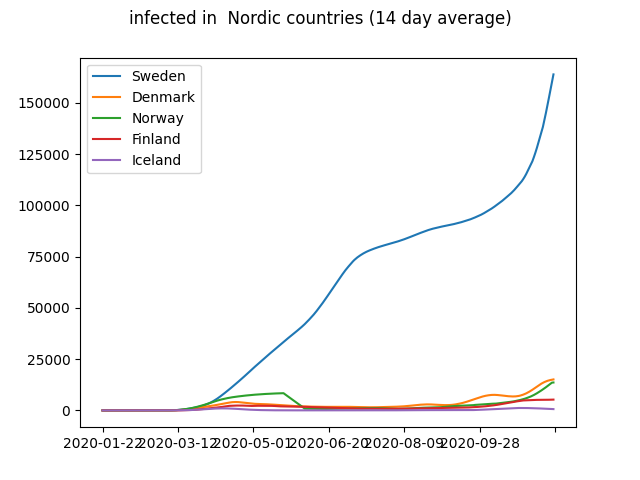 infected in  Nordic countries (14 day average)
Sweden
Denmark
Norway
Finland
Iceland
150000
125000
100000
75000
50000
25000
0
2020-01-22 2020-03-12 2020-05-01 2020-06-20 2020-08-09 2020-09-28